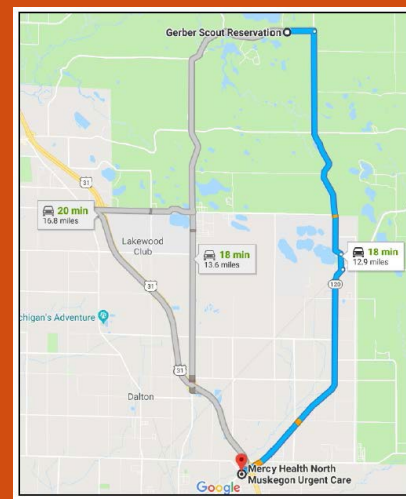 Gerber Scout Reservation
31
20 min
16.8 miles
Lakewood
Club
18 min
13.6 miles
18 min
12.9 miles
120
31
chigan's Adventure
31
Dalton
Mercy Health North
Muskegon Urgent Care
Google